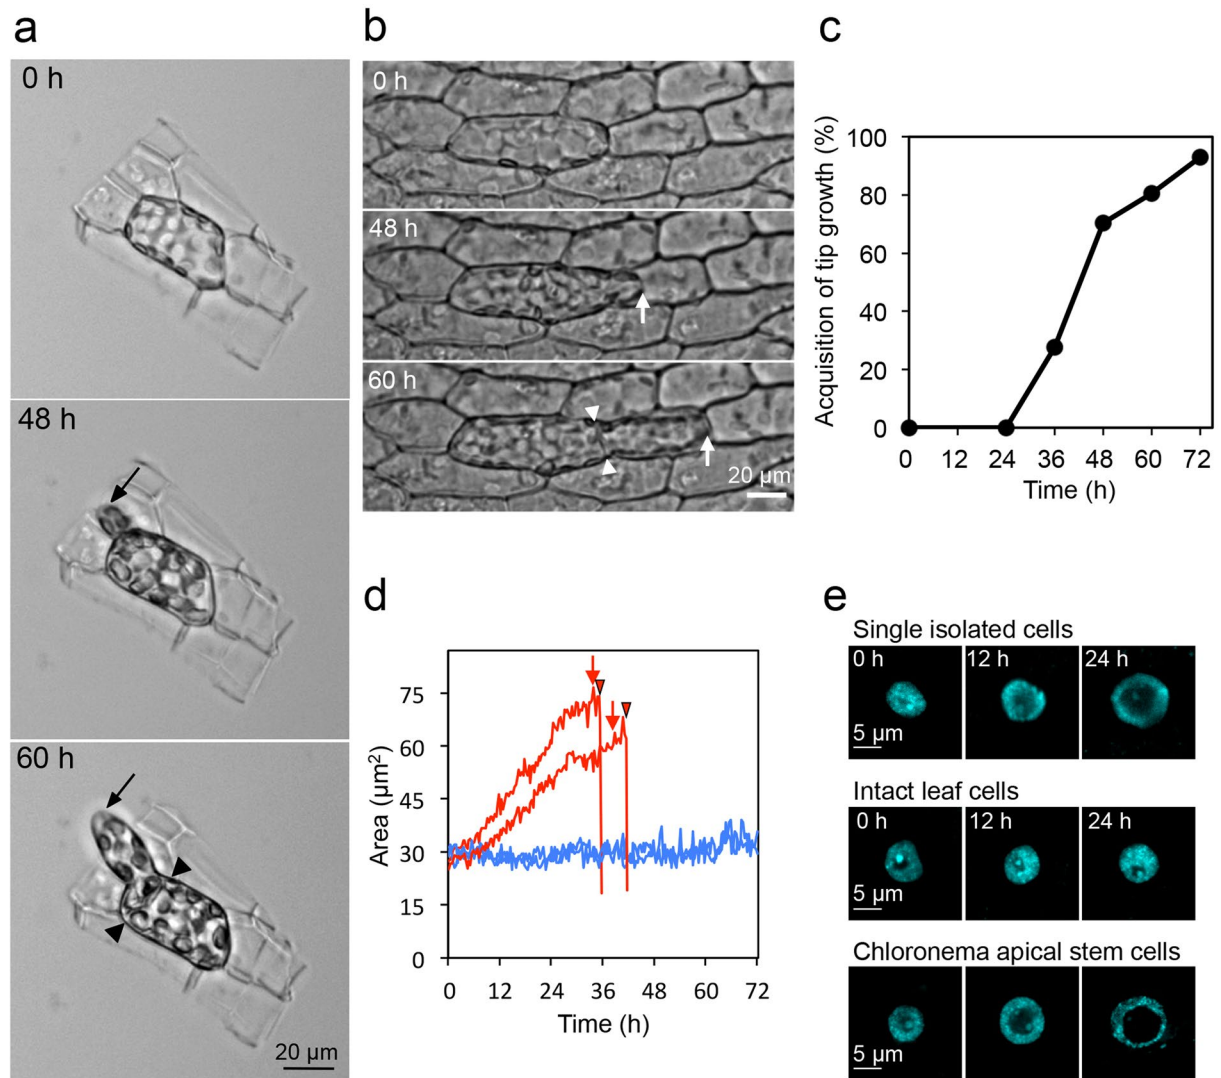 a
0 h
48 h
60 h
20 µm
b
0 h
48 h
60 h
20 µm
c
Acquisition of tip growth (%)
100
80
60
40
20
0
0 12 24 36 48 60 72
Time (h)
d
Area (µm²)
75
60
45
30
15
0
0 12 24 36 48 60 72
Time (h)
e
Single isolated cells
0 h 12 h 24 h
5 µm
Intact leaf cells
0 h 12 h 24 h
5 µm
Chloronema apical stem cells
5 µm